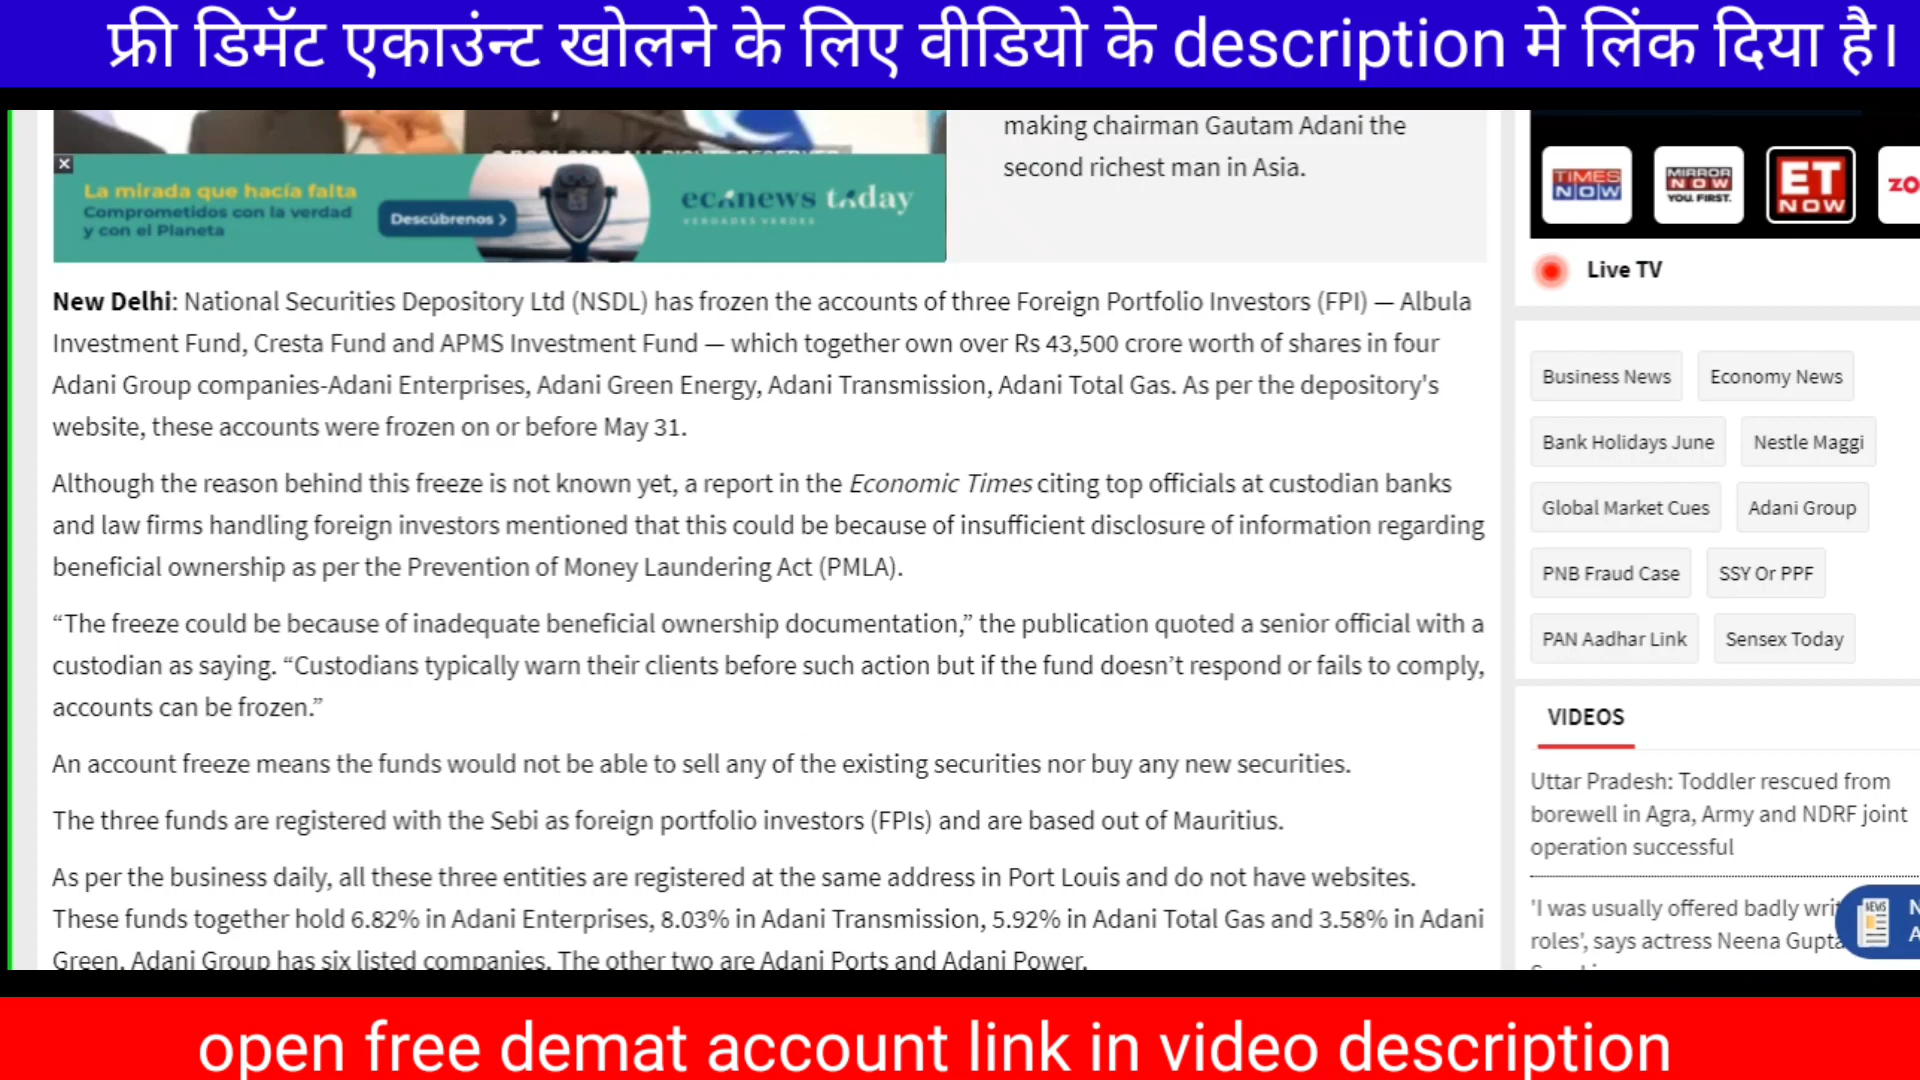 फ्री डिमॅट एकाउंन्ट खोलने के लिए वीडियो के description मे लिंक दिया है।
making chairman Gautam Adani the
second richest man in Asia.
La mirada que hacía falta
Comprometidos con la verdad
y con el Planeta
Descúbrenos >
ecanews today
VERDADES VERDES
New Delhi: National Securities Depository Ltd (NSDL) has frozen the accounts of three Foreign Portfolio Investors (FPI) — Albula
Investment Fund, Cresta Fund and APMS Investment Fund — which together own over Rs 43,500 crore worth of shares in four
Adani Group companies-Adani Enterprises, Adani Green Energy, Adani Transmission, Adani Total Gas. As per the depository's
website, these accounts were frozen on or before May 31.
Although the reason behind this freeze is not known yet, a report in the Economic Times citing top officials at custodian banks
and law firms handling foreign investors mentioned that this could be because of insufficient disclosure of information regarding
beneficial ownership as per the Prevention of Money Laundering Act (PMLA).
“The freeze could be because of inadequate beneficial ownership documentation,” the publication quoted a senior official with a
custodian as saying. “Custodians typically warn their clients before such action but if the fund doesn’t respond or fails to comply,
accounts can be frozen.”
An account freeze means the funds would not be able to sell any of the existing securities nor buy any new securities.
The three funds are registered with the Sebi as foreign portfolio investors (FPIs) and are based out of Mauritius.
As per the business daily, all these three entities are registered at the same address in Port Louis and do not have websites.
These funds together hold 6.82% in Adani Enterprises, 8.03% in Adani Transmission, 5.92% in Adani Total Gas and 3.58% in Adani
Green. Adani Group has six listed companies. The other two are Adani Ports and Adani Power.
TIMES NOW
MIRROR NOW YOU. FIRST.
ET NOW
ZO
Live TV
Business News
Economy News
Bank Holidays June
Nestle Maggi
Global Market Cues
Adani Group
PNB Fraud Case
SSY Or PPF
PAN Aadhar Link
Sensex Today
VIDEOS
Uttar Pradesh: Toddler rescued from
borewell in Agra, Army and NDRF joint
operation successful
'I was usually offered badly wri
roles', says actress Neena Gupta
NEWS
N
A
open free demat account link in video description